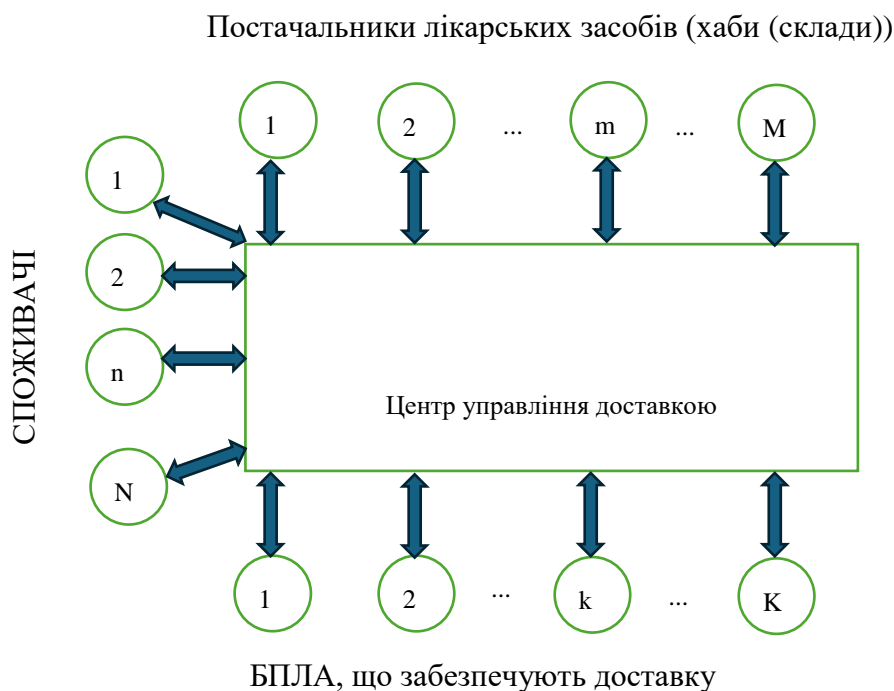 Постачальники лікарських засобів (хаби (склади))
1 2 ... m ... M
СПОЖИВАЧІ
1
2
n
N
Центр управління доставкою
1 2 ... k ... K
БПЛА, що забезпечують доставку